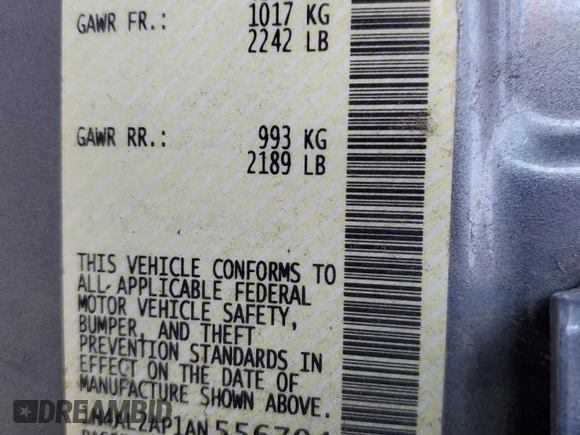 GAWR FR.: 1017 KG
2242 LB
GAWR RR.: 993 KG
2189 LB
THIS VEHICLE CONFORMS TO
ALL APPLICABLE FEDERAL
MOTOR VEHICLE SAFETY,
BUMPER, AND THEFT
PREVENTION STANDARDS IN
EFFECT ON THE DATE OF
MANUFACTURE SHOWN ABOVE.
DREAMBID